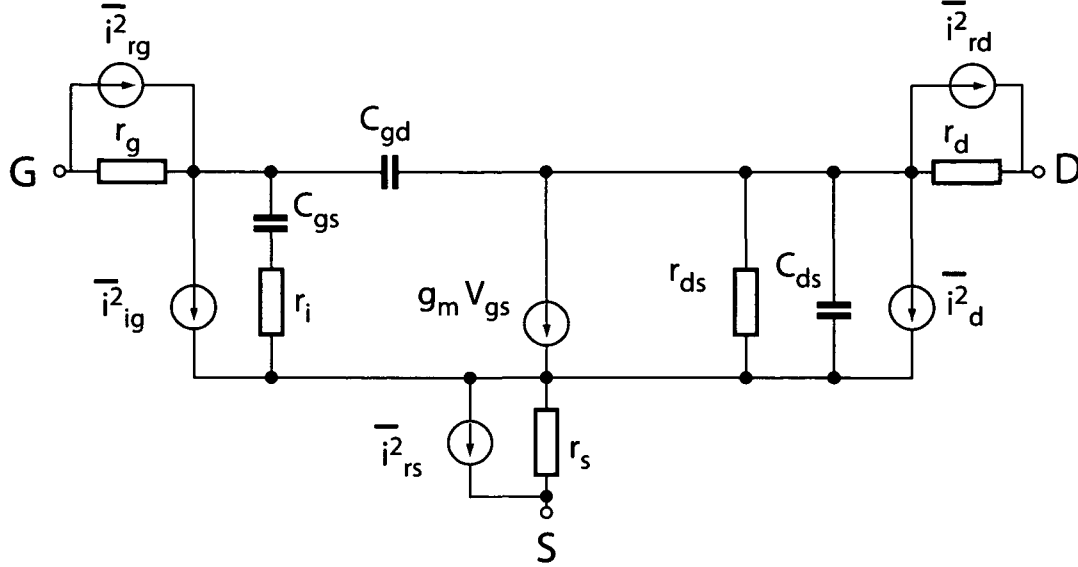 i²rg
i²rd
Cgd
rg
rd
G
D
Cgs
i²ig
ri
gm Vgs
rds
Cds
i²d
i²rs
rs
S